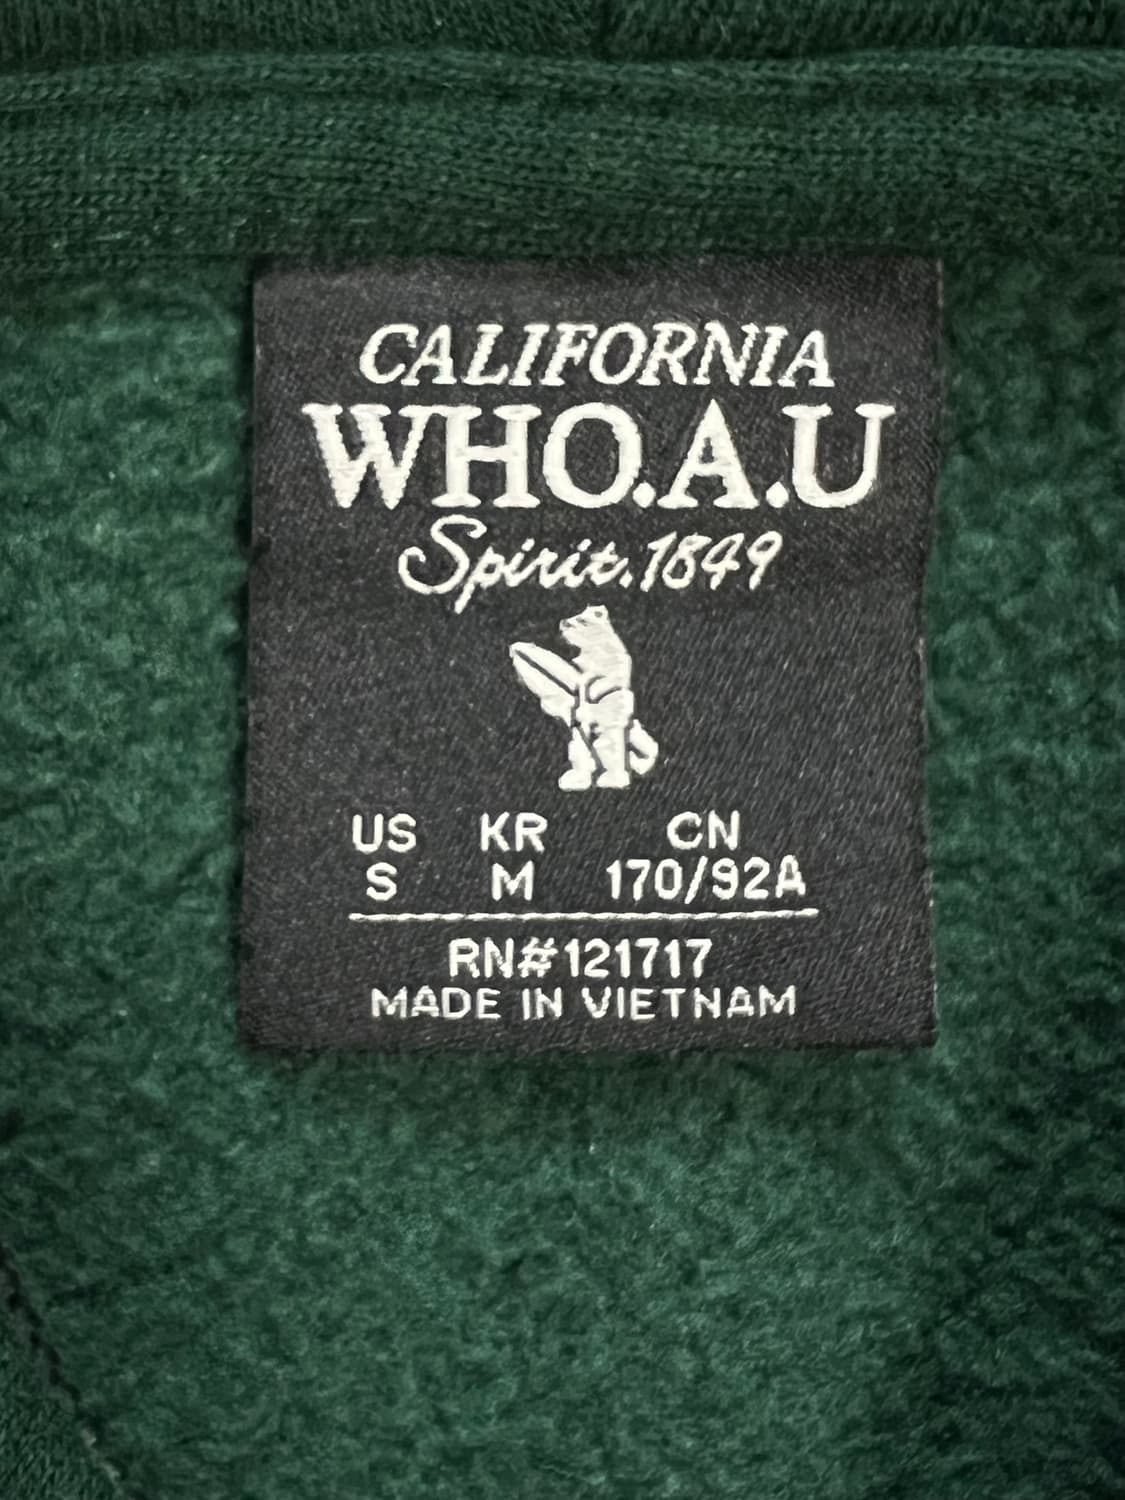 CALIFORNIA
WHO.A.U
Spirit.1849
US KR CN
S M 170/92A
RN#121717
MADE IN VIETNAM